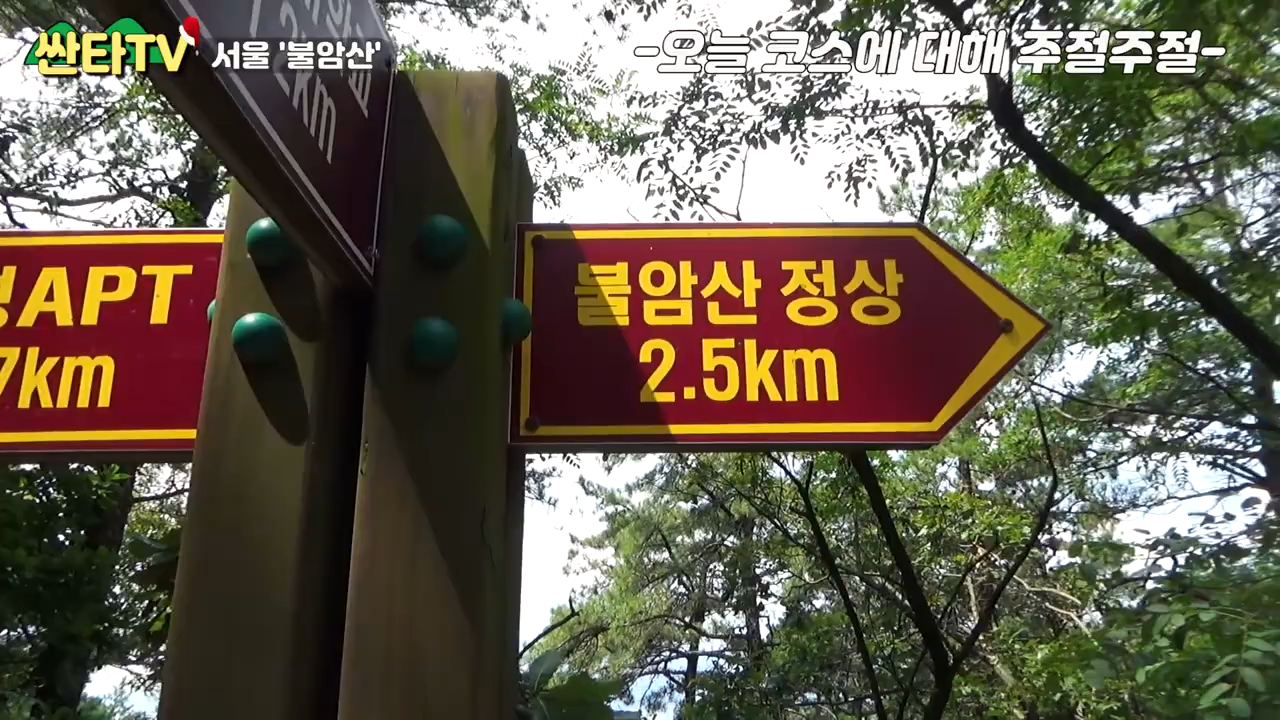 싼타TV 서울 '불암산'
-오늘 코스에 대해 주절주절-
불암산 정상
2.5km
APT
7km
2km